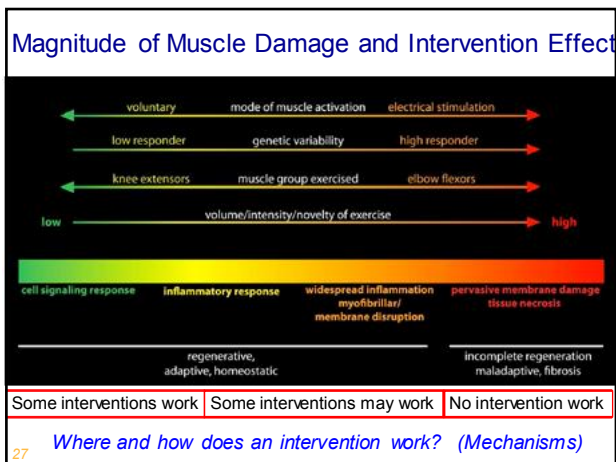 Magnitude of Muscle Damage and Intervention Effect
voluntary mode of muscle activation electrical stimulation
low responder genetic variability high responder
knee extensors muscle group exercised elbow flexors
volume/intensity/novelty of exercise
low high
cell signaling response inflammatory response widespread inflammation pervasive membrane damage
myofibrillar/ tissue necrosis
membrane disruption
regenerative, incomplete regeneration
adaptive, homeostatic maladaptive, fibrosis
Some interventions work Some interventions may work No intervention work
Where and how does an intervention work? (Mechanisms)
27